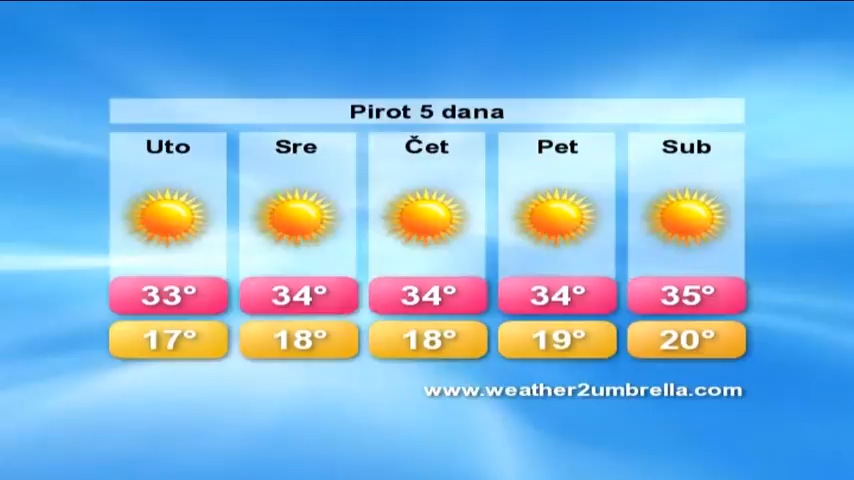 Pirot 5 dana
Uto Sre Čet Pet Sub
33° 34° 34° 34° 35°
17° 18° 18° 19° 20°
www.weather2umbrella.com